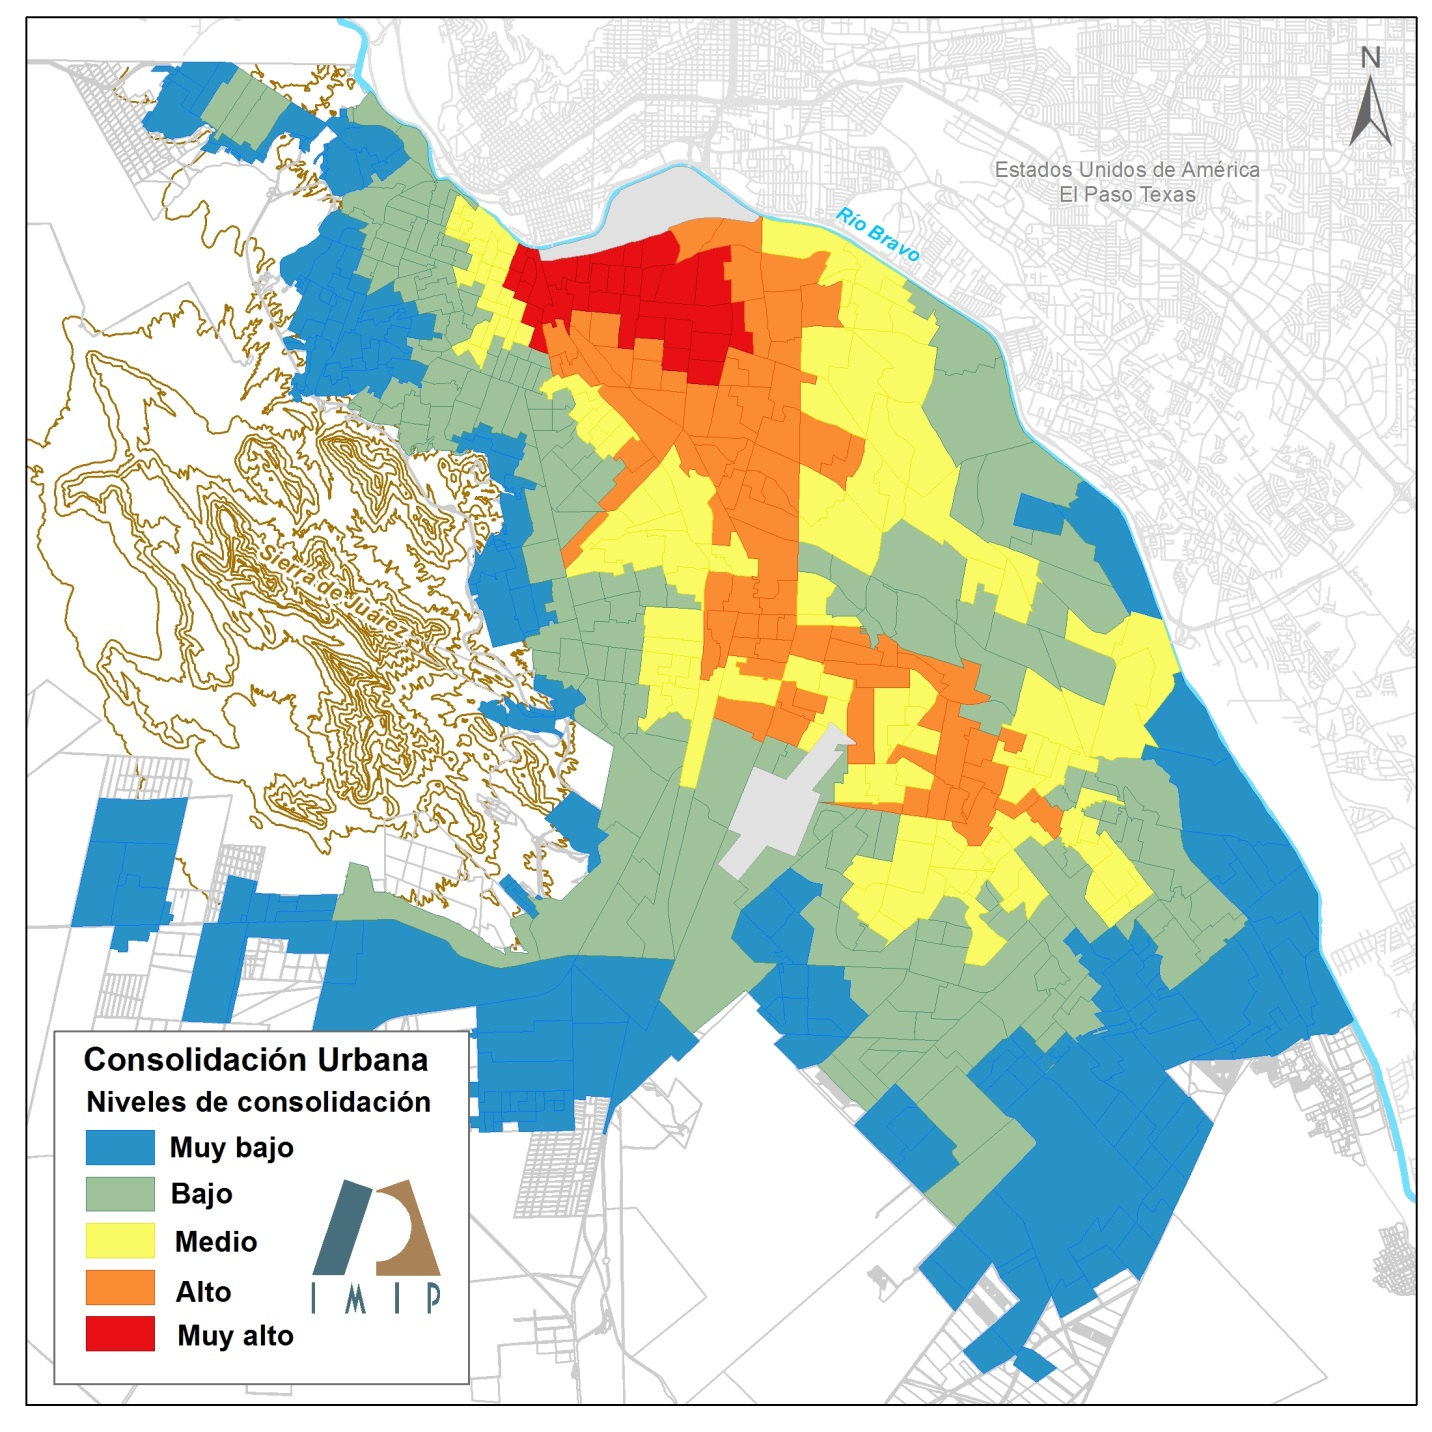 N
Estados Unidos de América
El Paso Texas
Río Bravo
Sierra de Juárez
Consolidación Urbana
Niveles de consolidación
Muy bajo
Bajo
Medio
Alto
Muy alto
IMIP